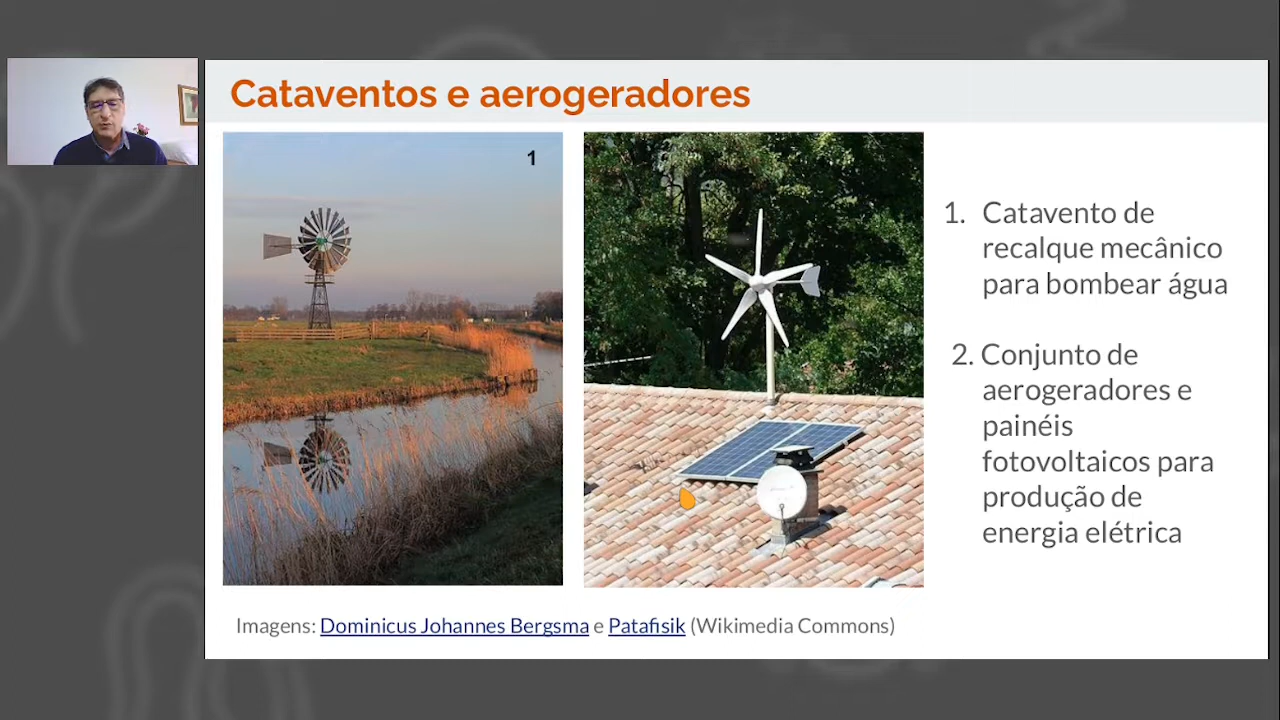 Cataventos e aerogeradores
1
1. Catavento de
recalque mecânico
para bombear água
2. Conjunto de
aerogeradores e
painéis
fotovoltaicos para
produção de
energia elétrica
Imagens: Dominicus Johannes Bergsma e Patafisik (Wikimedia Commons)